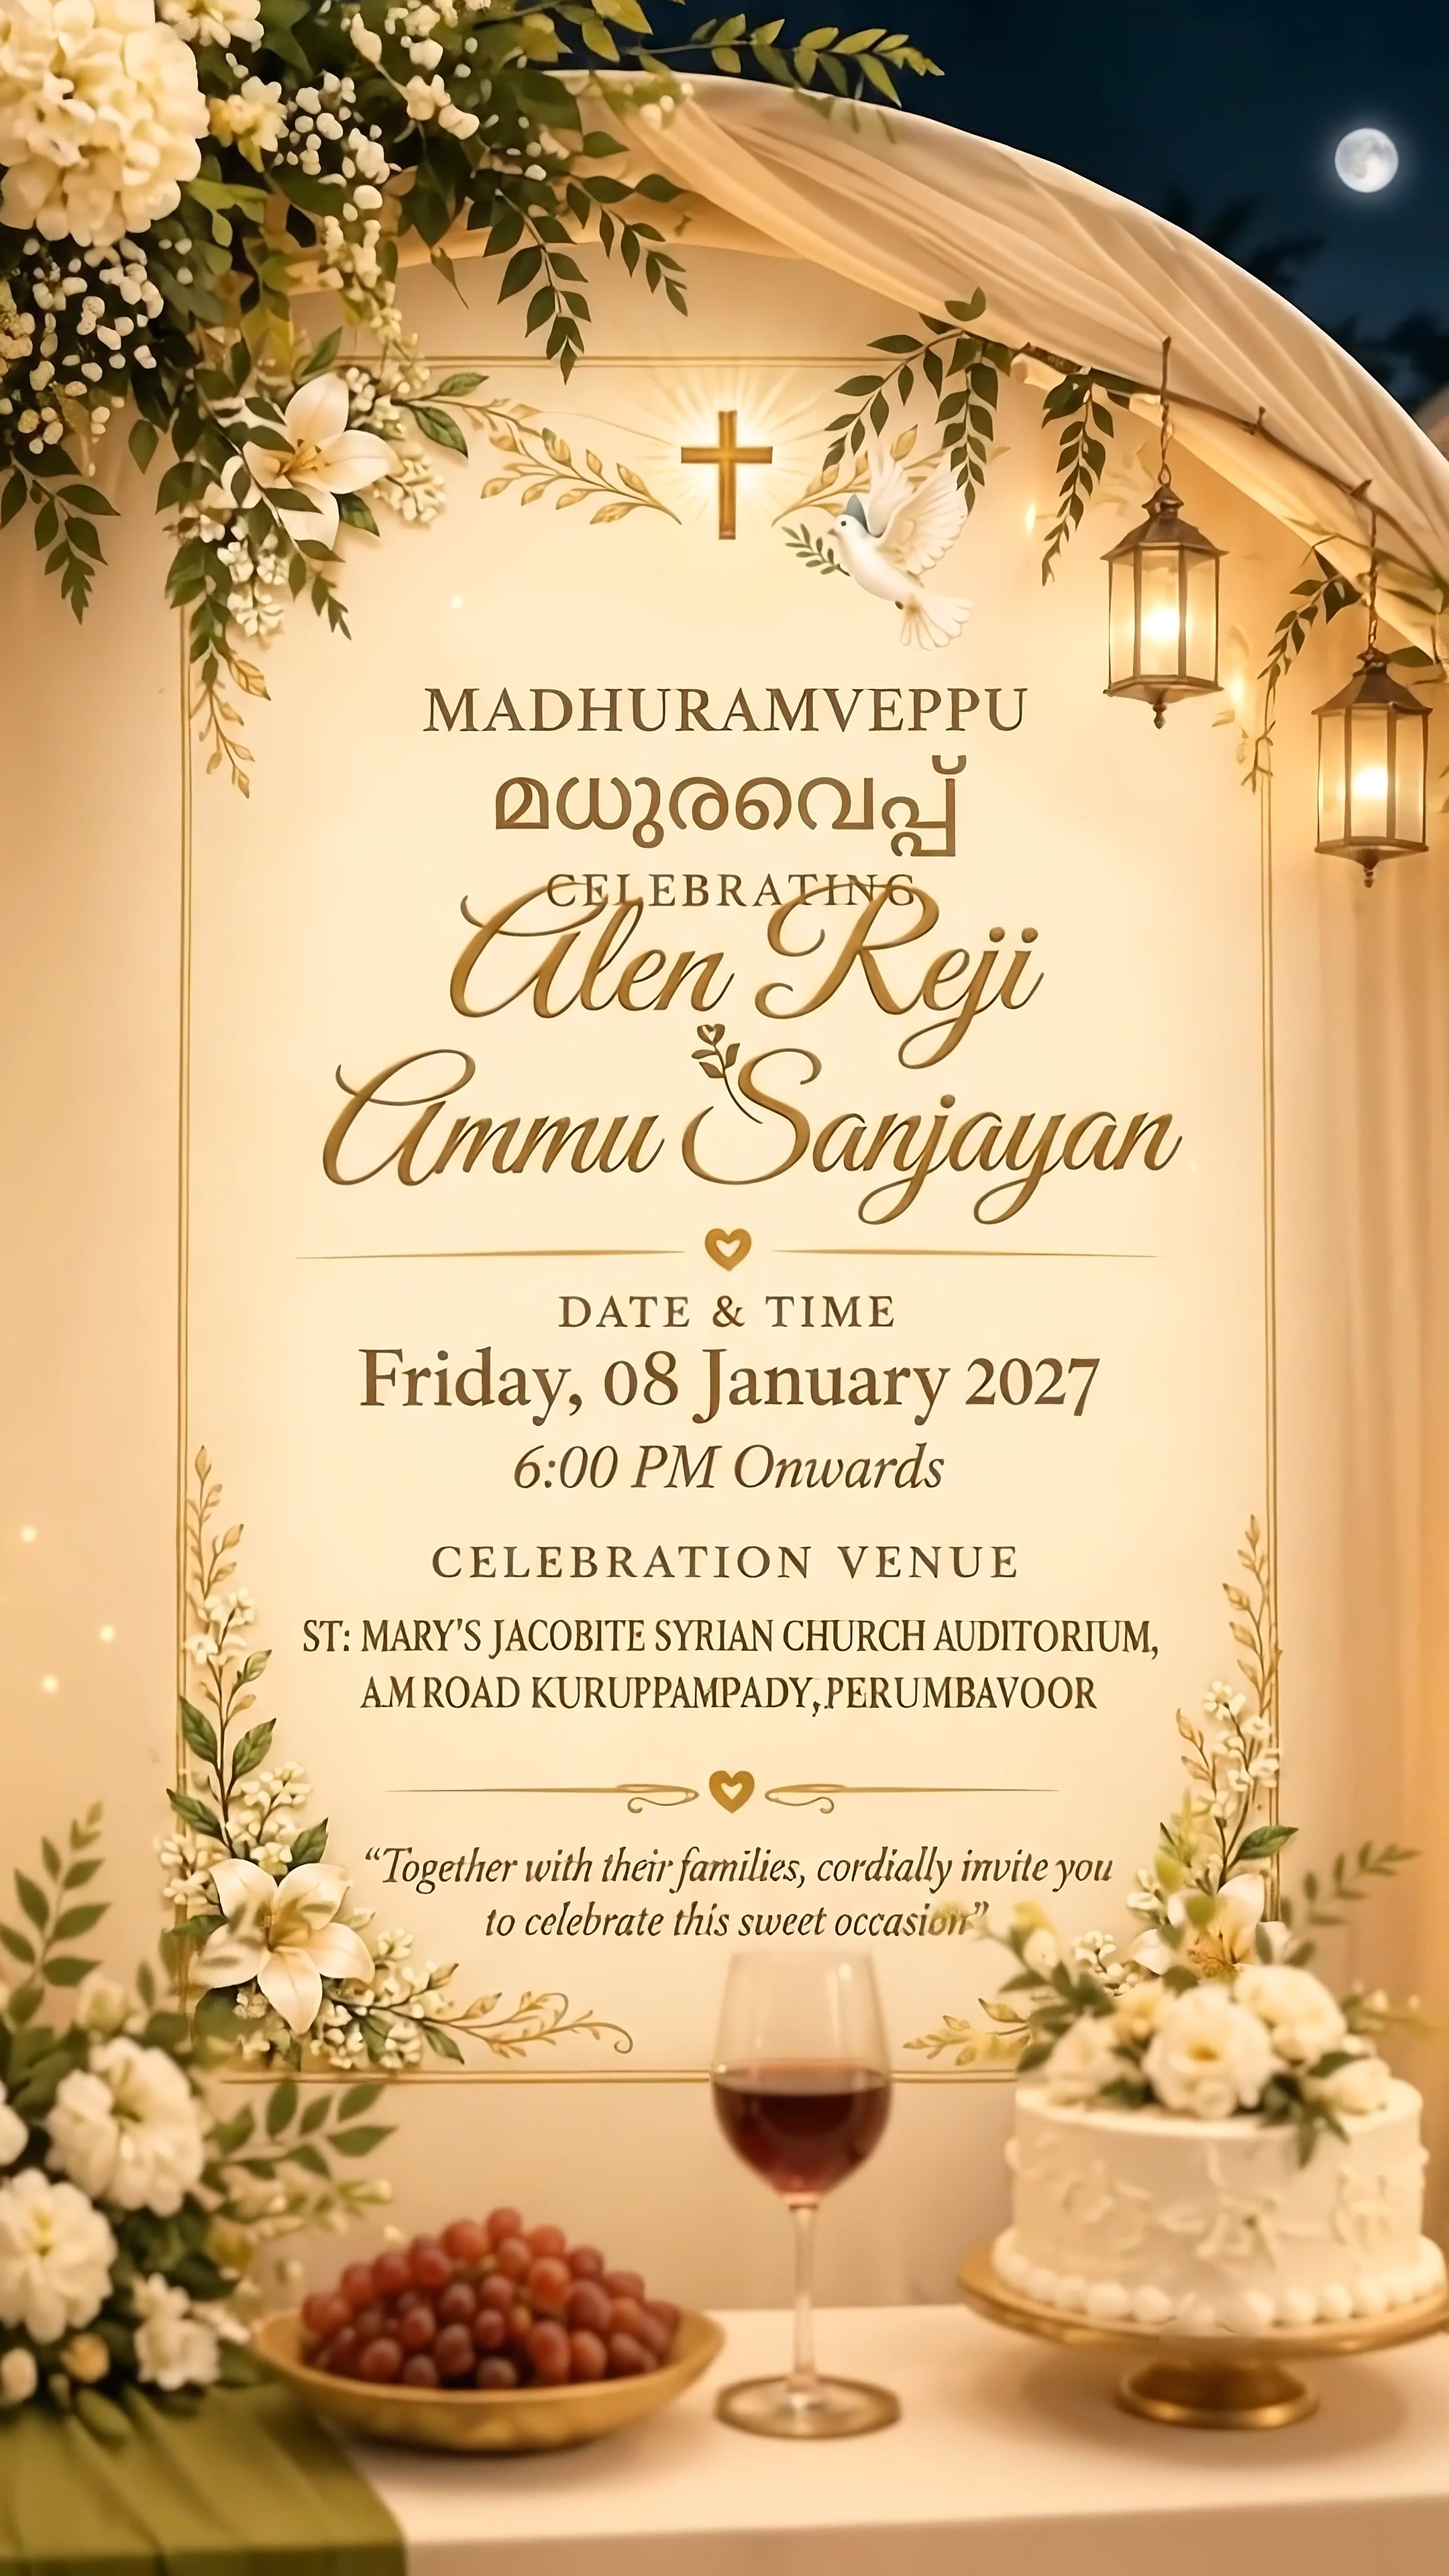 MADHURAMVEPPU
മധുരവെപ്പ്
CELEBRATING
Alen Reji
Ammu Sanjayan
DATE & TIME
Friday, 08 January 2027
6:00 PM Onwards
CELEBRATION VENUE
ST: MARY'S JACOBITE SYRIAN CHURCH AUDITORIUM,
A.M ROAD KURUPPAMPADY,PERUMBAVOOR
“Together with their families, cordially invite you
to celebrate this sweet occasion”